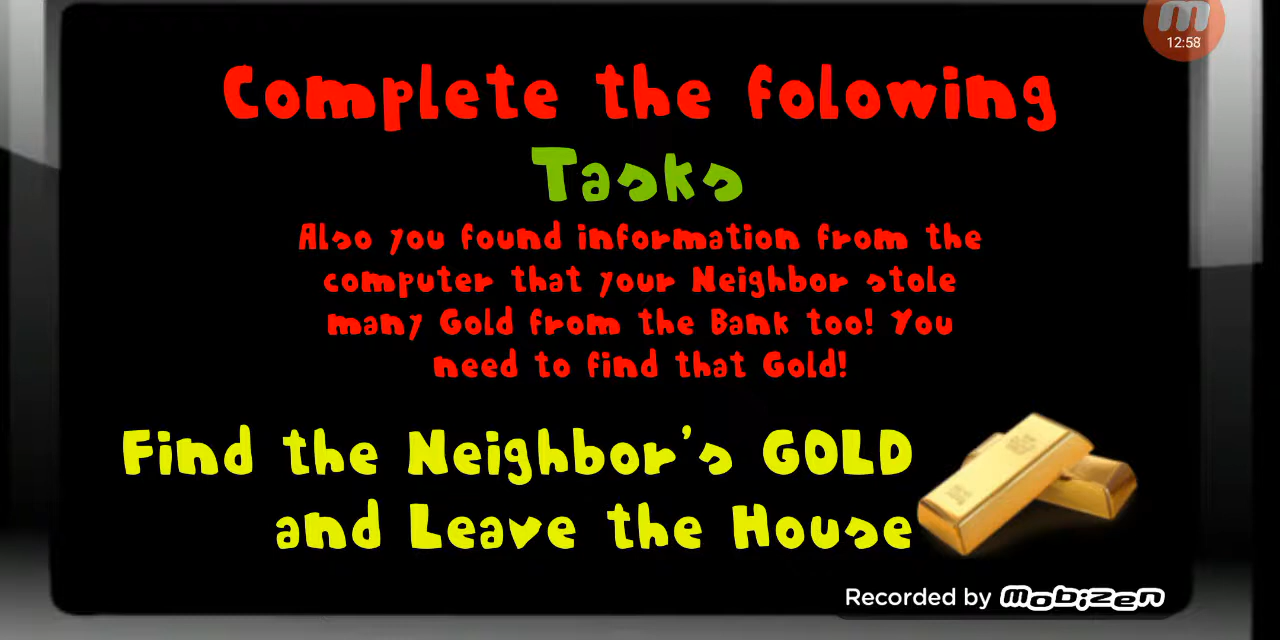 12:58
Complete the folowing
Tasks
Also you found information from the
computer that your Neighbor stole
many Gold from the Bank too! You
need to find that Gold!
Find the Neighbor's GOLD
and Leave the House
Recorded by mobizen